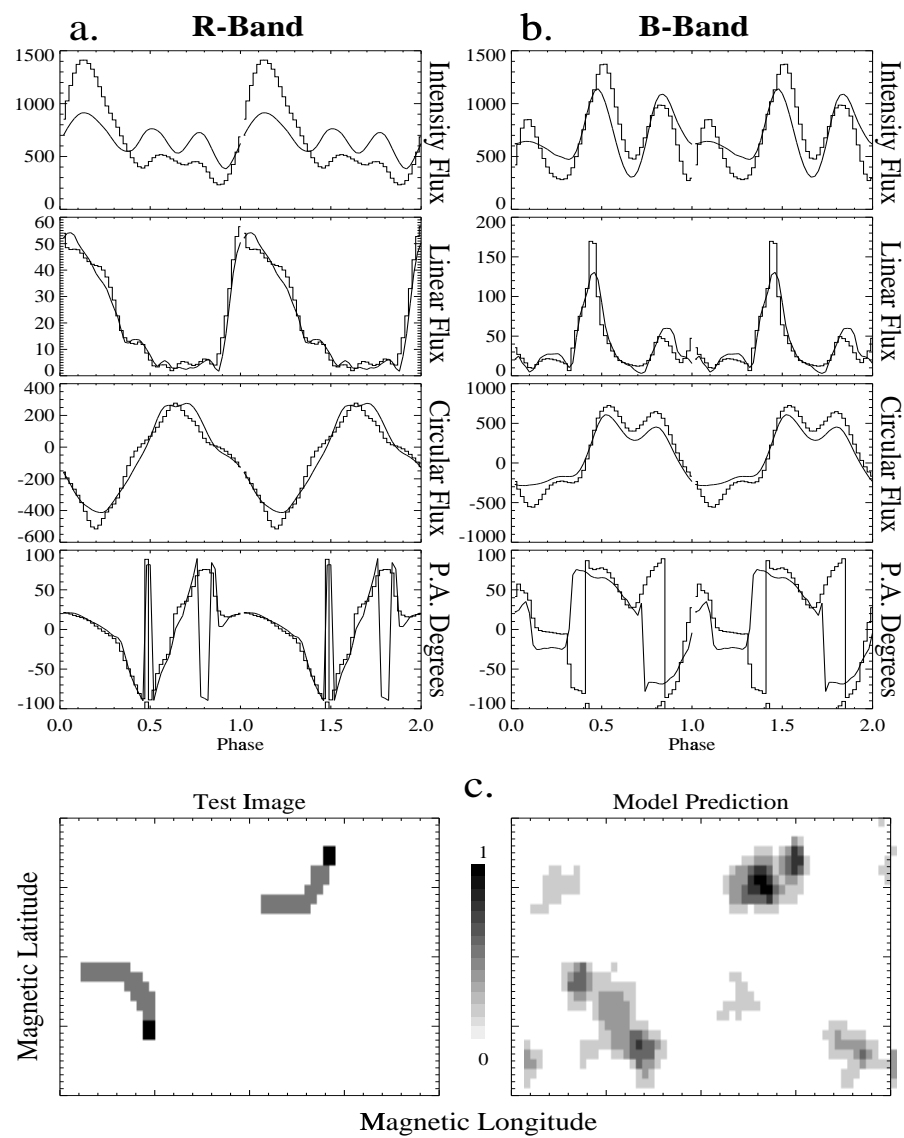 a. R-Band b. B-Band
1500
1000
500
0
Intensity Flux
1500
1000
500
0
Intensity Flux
60
50
40
30
20
10
0
Linear Flux
200
150
100
50
0
Linear Flux
400
200
0
-200
-400
-600
Circular Flux
1000
500
0
-500
-1000
Circular Flux
100
50
0
-50
-100
P.A. Degrees
100
50
0
-50
-100
P.A. Degrees
0.0 0.5 1.0 1.5 2.0
Phase
0.0 0.5 1.0 1.5 2.0
Phase
c.
Test Image
Model Prediction
Magnetic Latitude
1
0
Magnetic Longitude